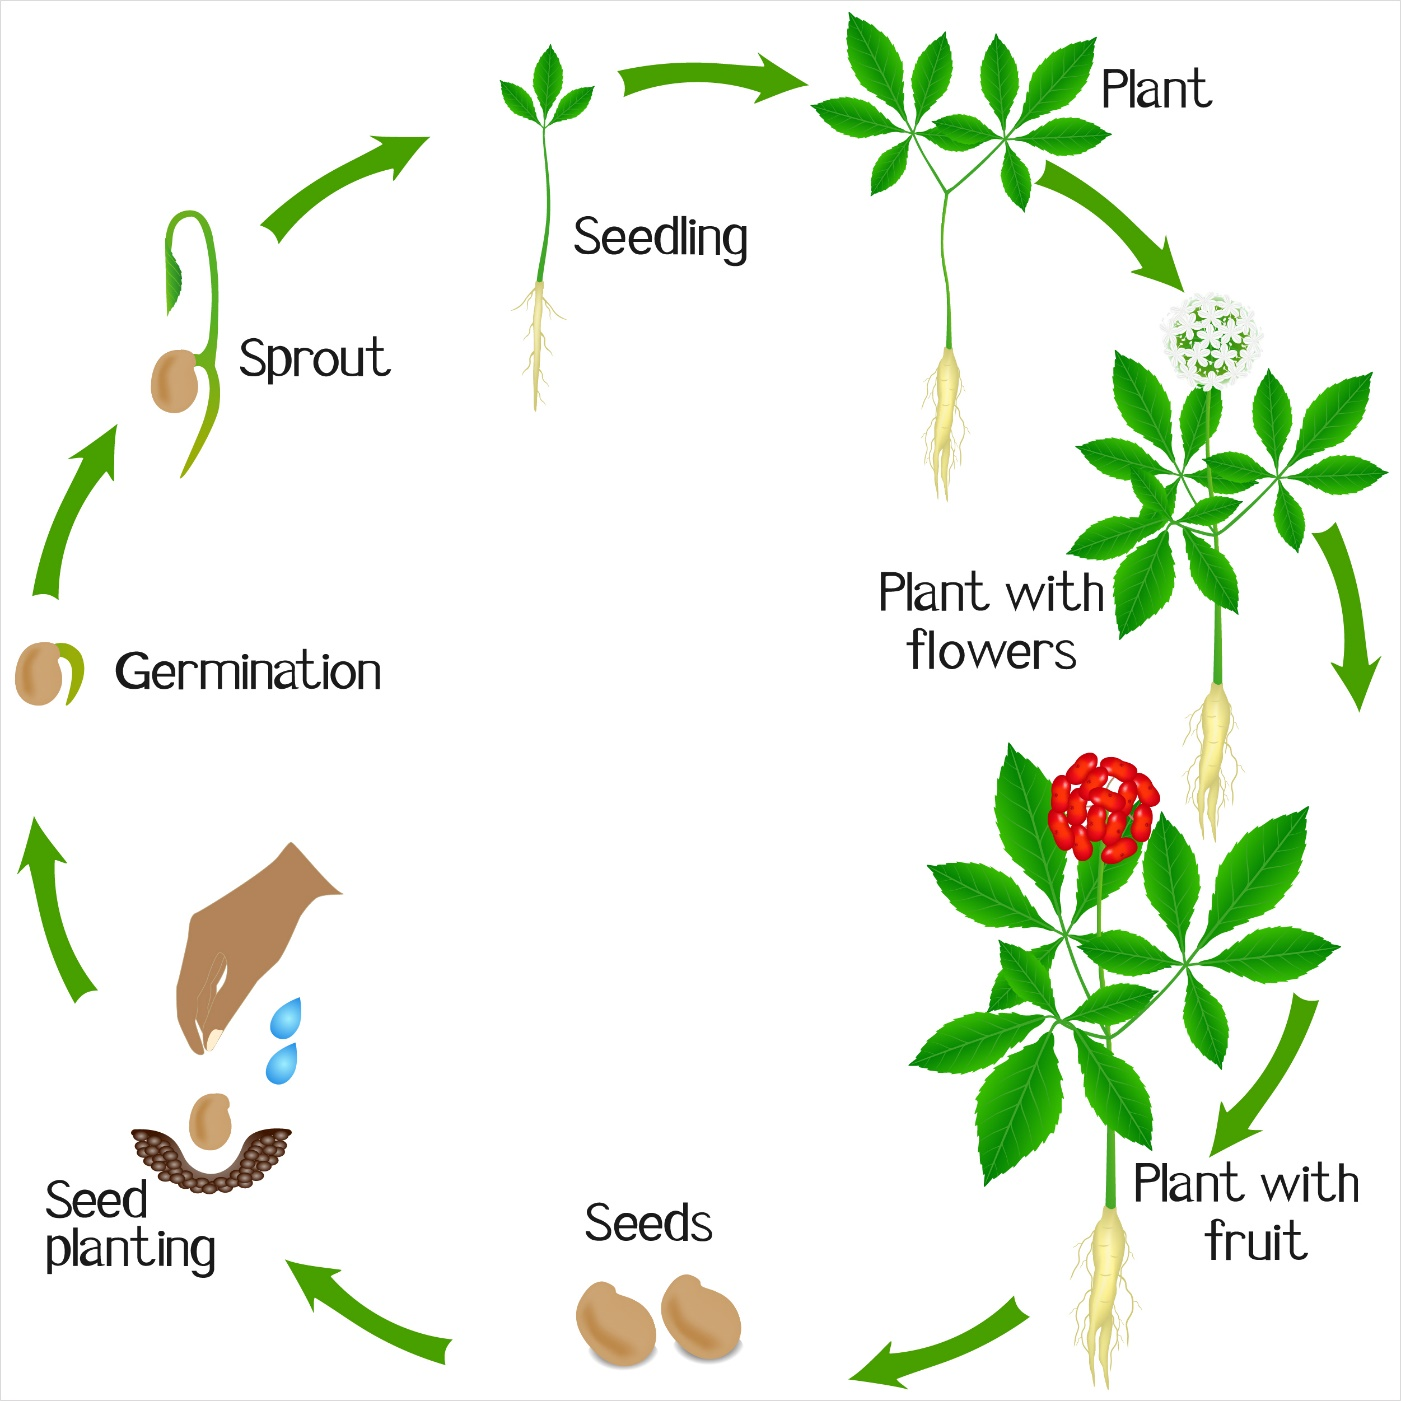 Plant
Seedling
Sprout
Plant with
flowers
Germination
Plant with
fruit
Seed
planting
Seeds